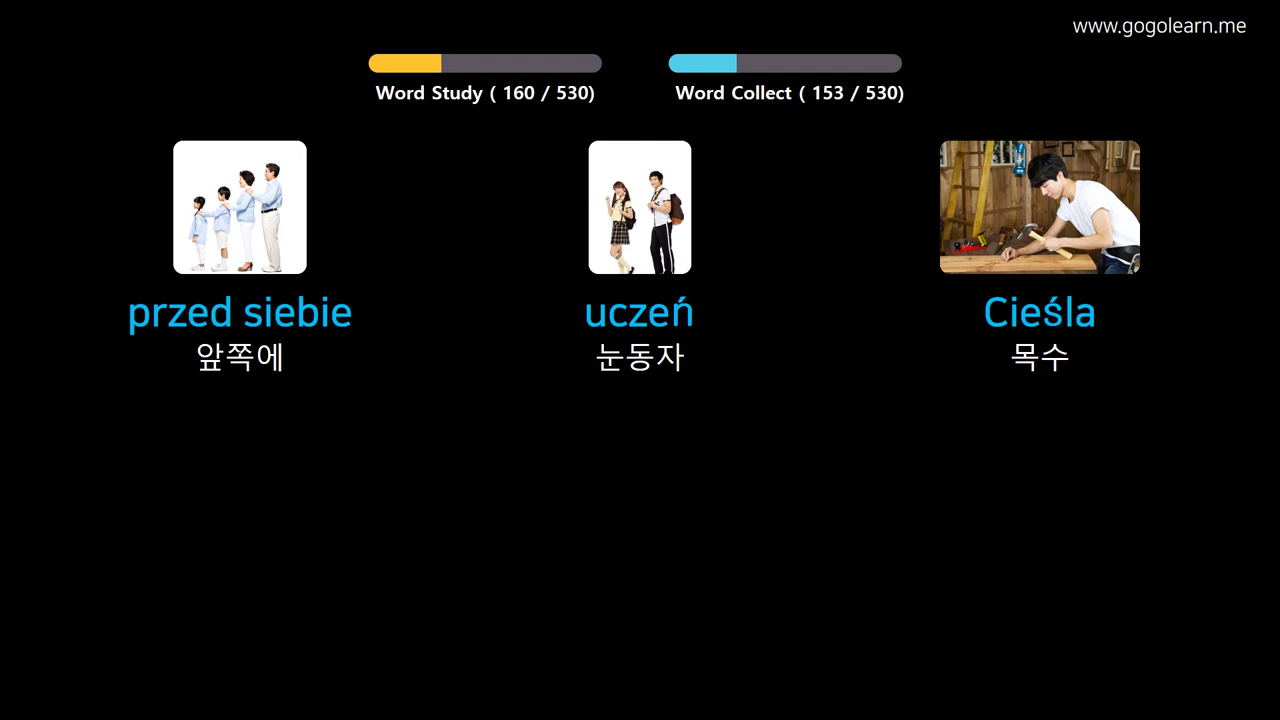 www.gogolearn.me
Word Study ( 160 / 530)
Word Collect ( 153 / 530)
przed siebie
앞쪽에
uczeń
눈동자
Cieśla
목수